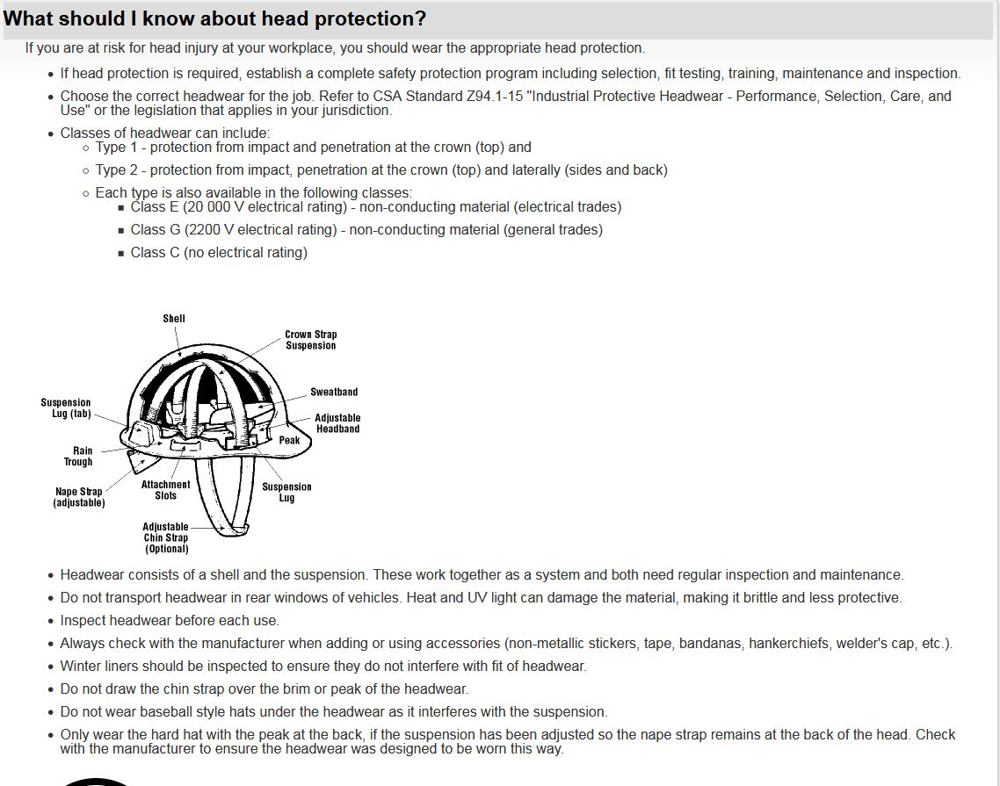 What should I know about head protection?
If you are at risk for head injury at your workplace, you should wear the appropriate head protection.
If head protection is required, establish a complete safety protection program including selection, fit testing, training, maintenance and inspection.
Choose the correct headwear for the job. Refer to CSA Standard Z94.1-15 "Industrial Protective Headwear - Performance, Selection, Care, and
Use" or the legislation that applies in your jurisdiction.
Classes of headwear can include:
Type 1 - protection from impact and penetration at the crown (top) and
Type 2 - protection from impact, penetration at the crown (top) and laterally (sides and back)
Each type is also available in the following classes:
Class E (20 000 V electrical rating) - non-conducting material (electrical trades)
Class G (2200 V electrical rating) - non-conducting material (general trades)
Class C (no electrical rating)
Shell
Crown Strap
Suspension
Sweatband
Suspension
Lug (tab)
Adjustable
Headband
Peak
Rain
Trough
Attachment
Slots
Suspension
Lug
Nape Strap
(adjustable)
Adjustable
Chin Strap
(Optional)
Headwear consists of a shell and the suspension. These work together as a system and both need regular inspection and maintenance.
Do not transport headwear in rear windows of vehicles. Heat and UV light can damage the material, making it brittle and less protective.
Inspect headwear before each use.
Always check with the manufacturer when adding or using accessories (non-metallic stickers, tape, bandanas, hankerchiefs, welder's cap, etc.).
Winter liners should be inspected to ensure they do not interfere with fit of headwear.
Do not draw the chin strap over the brim or peak of the headwear.
Do not wear baseball style hats under the headwear as it interferes with the suspension.
Only wear the hard hat with the peak at the back, if the suspension has been adjusted so the nape strap remains at the back of the head. Check
with the manufacturer to ensure the headwear was designed to be worn this way.